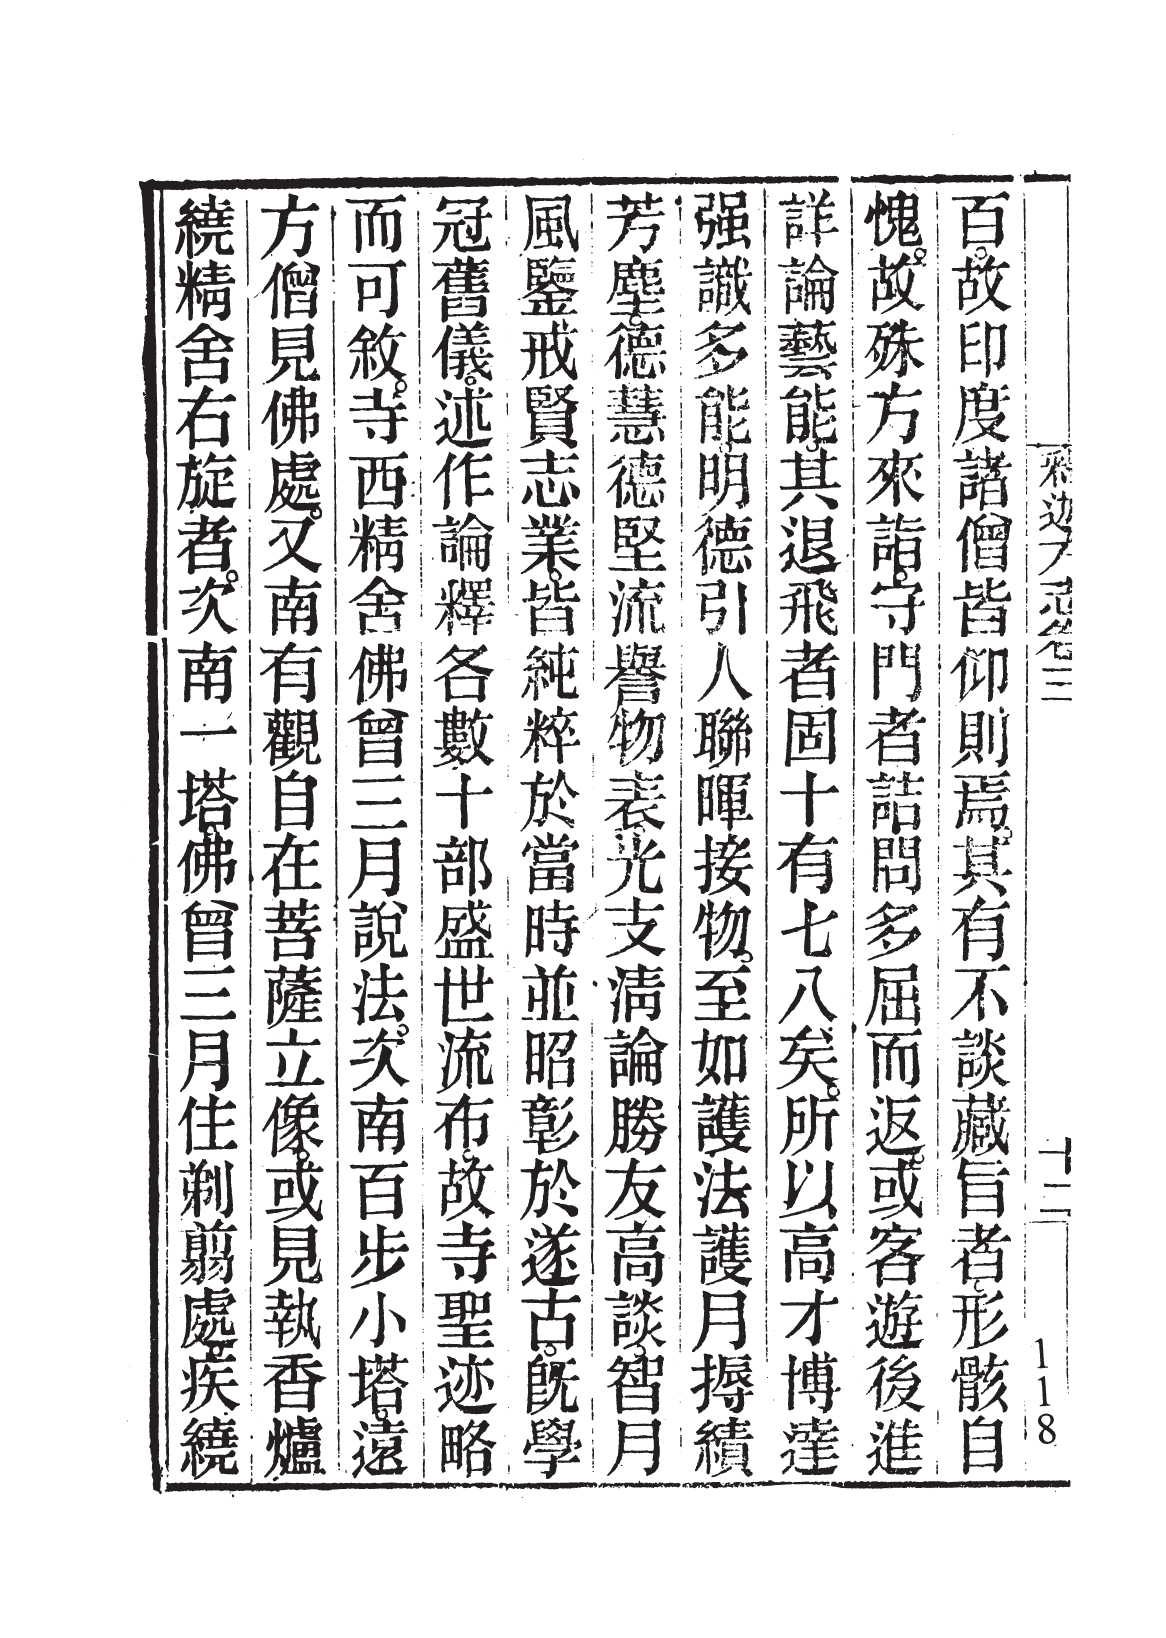 釋迦方志卷三
十二
118
百。故印度諸僧皆仰則焉。其有不談藏旨者。形骸自
愧。故殊方來詣。守門者詰問多屈而返。或客遊後進
詳論藝能。其退飛者固十有七八矣。所以高才博達
强識多能。明德引人聯暉接物。至如護法護月擩績
芳塵。德慧德堅流譽物表。光支清論勝友高談。智月
風鑒戒賢志業。皆純粹於當時並昭彰於遂古。既學
冠舊儀。述作論釋各數十部盛世流布。故寺聖迹略
而可敘。寺西精舍佛曾三月說法。次南百步小塔。遠
方僧見佛處。又南有觀自在菩薩立像。或見執香爐
繞精舍右旋者。次南一塔。佛曾三月住剃翦處。疾繞